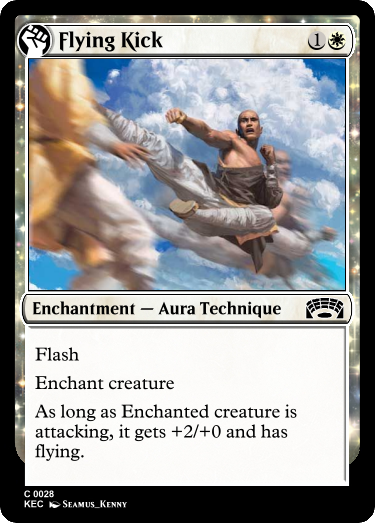 Flying Kick 1
Enchantment — Aura Technique
Flash
Enchant creature
As long as Enchanted creature is
attacking, it gets +2/+0 and has
flying.
C 0028
KEC Seamus_Kenny